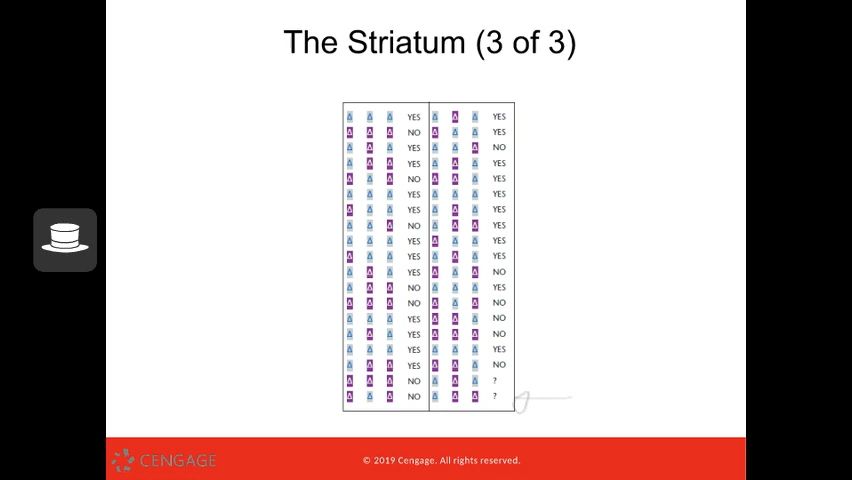 The Striatum (3 of 3)
Δ Δ Δ YES Δ Δ Δ YES
Δ Δ Δ NO Δ Δ Δ YES
Δ Δ Δ YES Δ Δ Δ NO
Δ Δ Δ YES Δ Δ Δ YES
Δ Δ Δ NO Δ Δ Δ YES
Δ Δ Δ YES Δ Δ Δ YES
Δ Δ Δ YES Δ Δ Δ YES
Δ Δ Δ NO Δ Δ Δ YES
Δ Δ Δ YES Δ Δ Δ YES
Δ Δ Δ YES Δ Δ Δ YES
Δ Δ Δ YES Δ Δ Δ NO
Δ Δ Δ NO Δ Δ Δ YES
Δ Δ Δ NO Δ Δ Δ NO
Δ Δ Δ YES Δ Δ Δ NO
Δ Δ Δ YES Δ Δ Δ NO
Δ Δ Δ YES Δ Δ Δ YES
Δ Δ Δ YES Δ Δ Δ NO
Δ Δ Δ NO Δ Δ Δ ?
Δ Δ Δ NO Δ Δ Δ ?
CENGAGE
© 2019 Cengage. All rights reserved.